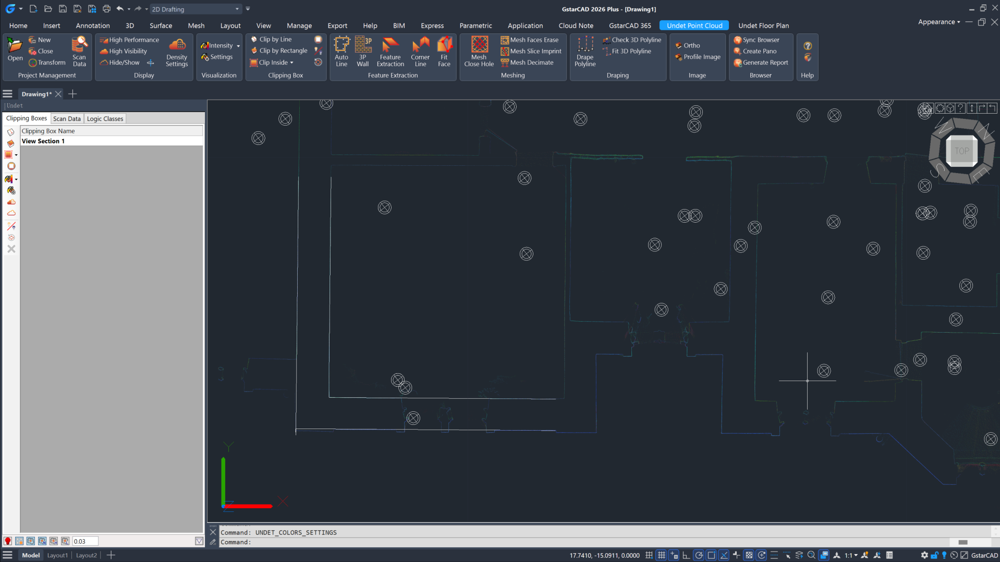 2D Drafting
GstarCAD 2026 Plus - [Drawing1]
Home Insert Annotation 3D Surface Mesh Layout View Manage Export Help BIM Express Parametric Application Cloud Note GstarCAD 365 Undet Point Cloud Undet Floor Plan Appearance
Open
New
Close
Transform
Scan Data
Project Management
High Performance
High Visibility
Hide/Show
Density Settings
Display
Intensity
Settings
Visualization
Clip by Line
Clip by Rectangle
Clip Inside
Clipping Box
Auto Line
3P Wall
Feature Extraction
Corner Line
Fit Face
Feature Extraction
Mesh Close Hole
Mesh Faces Erase
Mesh Slice Imprint
Mesh Decimate
Meshing
Drape Polyline
Check 3D Polyline
Fit 3D Polyline
Draping
Ortho
Profile Image
Image
Sync Browser
Create Pano
Generate Report
Browser
Help
Drawing1*
Undet
Clipping Boxes Scan Data Logic Classes
Clipping Box Name
View Section 1
TOP
W
N
S
E
Y
X
Z
Command: UNDET_COLORS_SETTINGS
Command:
0.03
Model Layout1 Layout2
17.7410, -15.0911, 0.0000
1:1
GstarCAD